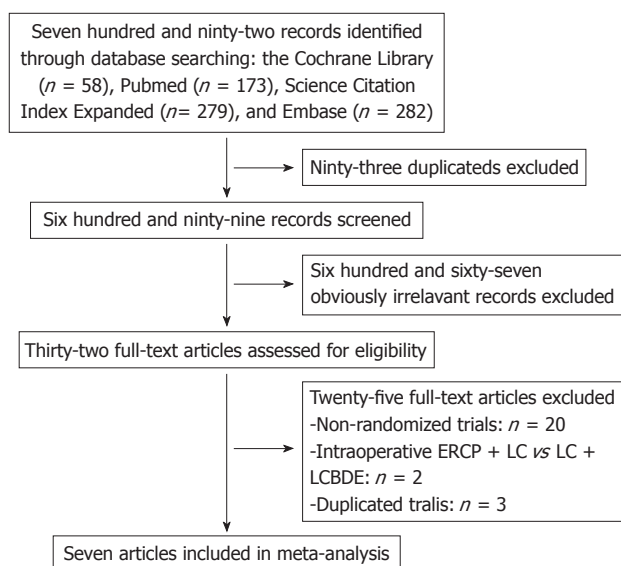 Seven hundred and ninety-two records identified
through database searching: the Cochrane Library
(n = 58), Pubmed (n = 173), Science Citation
Index Expanded (n= 279), and Embase (n = 282)
Ninety-three duplicateds excluded
Six hundred and ninety-nine records screened
Six hundred and sixty-seven
obviously irrelavant records excluded
Thirty-two full-text articles assessed for eligibility
Twenty-five full-text articles excluded
-Non-randomized trials: n = 20
-Intraoperative ERCP + LC vs LC +
LCBDE: n = 2
-Duplicated tralis: n = 3
Seven articles included in meta-analysis